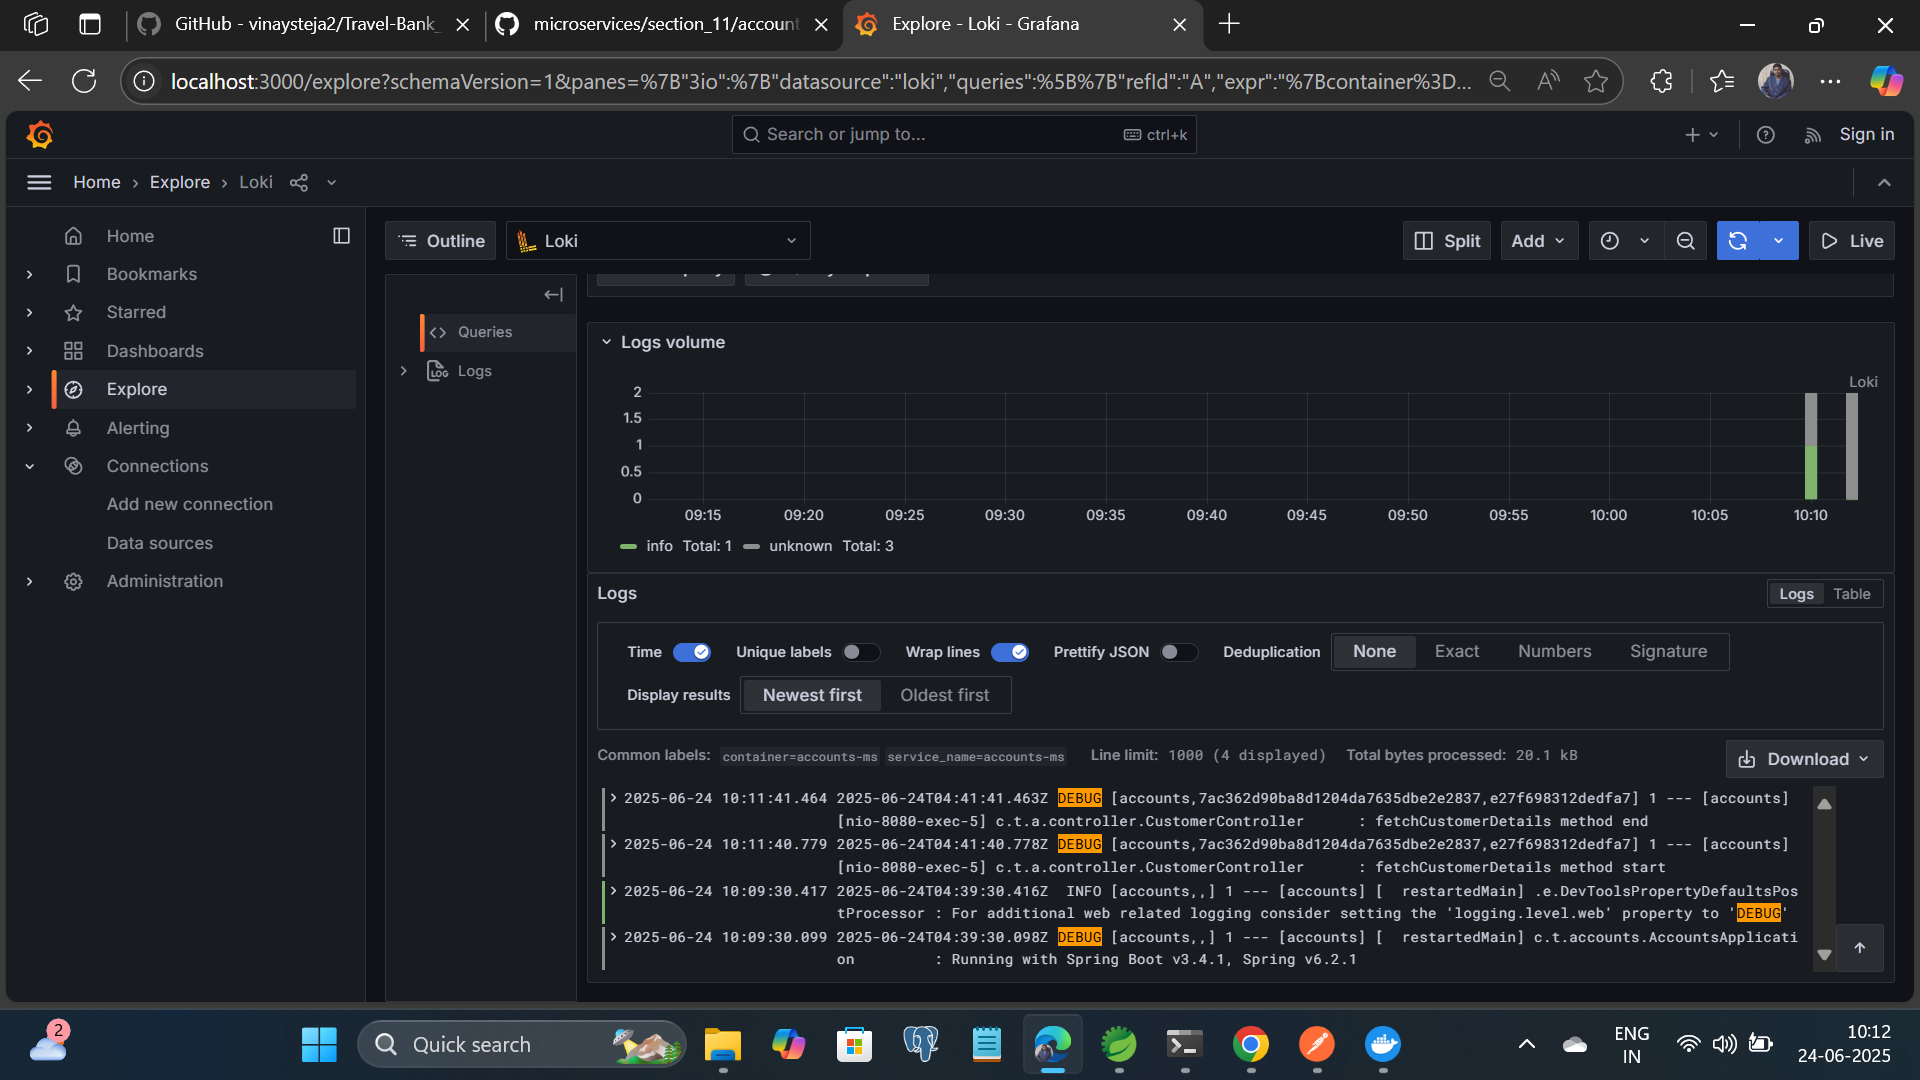 GitHub - vinaysteja2/Travel-Bank_
microservices/section_11/account
Explore - Loki - Grafana
localhost:3000/explore?schemaVersion=1&panes=%7B"3io":%7B"datasource":"loki","queries":%5B%7B"refId":"A","expr":"%7Bcontainer%3D...
Search or jump to...
ctrl+k
Sign in
Home › Explore › Loki
Home
Bookmarks
Starred
Dashboards
Explore
Alerting
Connections
Add new connection
Data sources
Administration
Outline
Loki
Split
Add
Live
Queries
Logs
Logs volume
Loki
2
1.5
1
0.5
0
09:15 09:20 09:25 09:30 09:35 09:40 09:45 09:50 09:55 10:00 10:05 10:10
info Total: 1 unknown Total: 3
Logs
Logs Table
Time Unique labels Wrap lines Prettify JSON Deduplication None Exact Numbers Signature
Display results Newest first Oldest first
Common labels: container=accounts-ms service_name=accounts-ms Line limit: 1000 (4 displayed) Total bytes processed: 20.1 kB
Download
2025-06-24 10:11:41.464 2025-06-24T04:41:41.463Z DEBUG [accounts,7ac362d90ba8d1204da7635dbe2e2837,e27f698312dedfa7] 1 --- [accounts]
[nio-8080-exec-5] c.t.a.controller.CustomerController : fetchCustomerDetails method end
2025-06-24 10:11:40.779 2025-06-24T04:41:40.778Z DEBUG [accounts,7ac362d90ba8d1204da7635dbe2e2837,e27f698312dedfa7] 1 --- [accounts]
[nio-8080-exec-5] c.t.a.controller.CustomerController : fetchCustomerDetails method start
2025-06-24 10:09:30.417 2025-06-24T04:39:30.416Z INFO [accounts,,] 1 --- [accounts] [ restartedMain] .e.DevToolsPropertyDefaultsPos
tProcessor : For additional web related logging consider setting the 'logging.level.web' property to 'DEBUG'
2025-06-24 10:09:30.099 2025-06-24T04:39:30.098Z DEBUG [accounts,,] 1 --- [accounts] [ restartedMain] c.t.accounts.AccountsApplicati
on : Running with Spring Boot v3.4.1, Spring v6.2.1
2
Quick search
ENG
IN
10:12
24-06-2025